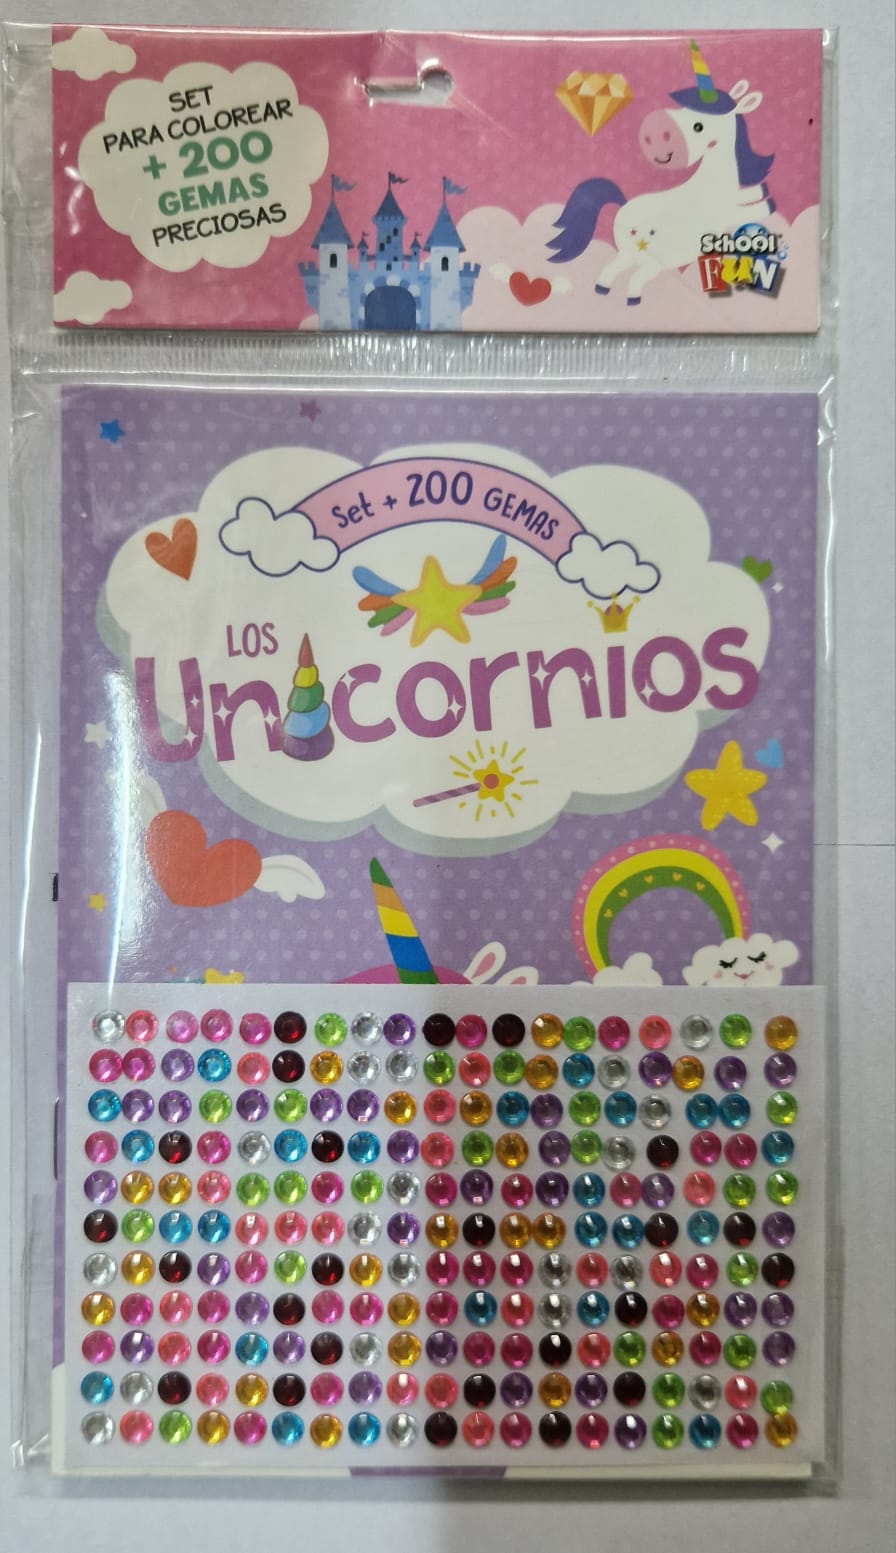 SET
PARA COLOREAR
+ 200
GEMAS
PRECIOSAS
SCHOOL
FUN
Set + 200 GEMAS
LOS
Unicornios